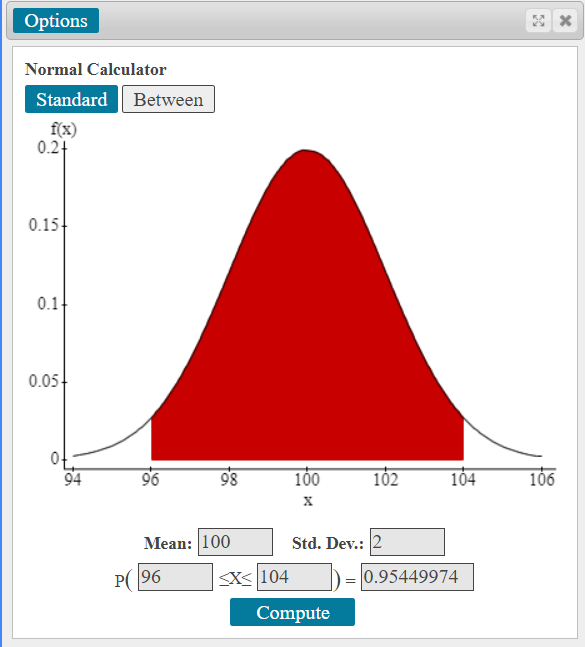 Options
Normal Calculator
Standard Between
f(x)
0.2
0.15
0.1
0.05
0
94 96 98 100 102 104 106
x
Mean: 100 Std. Dev.: 2
P( 96 ≤X≤ 104 ) = 0.95449974
Compute